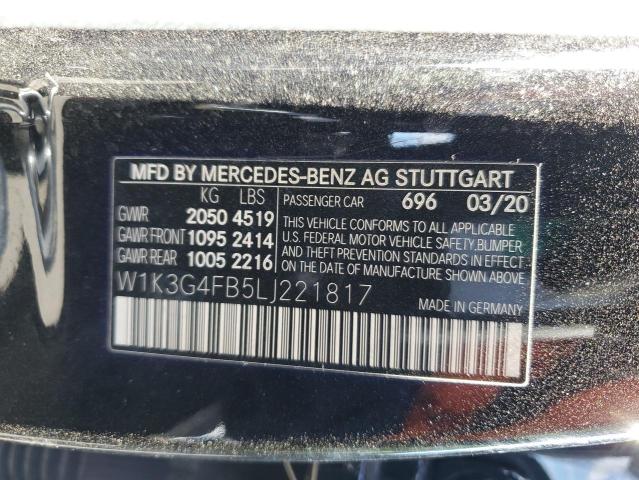 MFD BY MERCEDES-BENZ AG STUTTGART
KG LBS
GVWR 2050 4519
GAWR FRONT 1095 2414
GAWR REAR 1005 2216
PASSENGER CAR 696 03/20
THIS VEHICLE CONFORMS TO ALL APPLICABLE
U.S. FEDERAL MOTOR VEHICLE SAFETY,BUMPER
AND THEFT PREVENTION STANDARDS IN EFFECT
ON THE DATE OF MANUFACTURE SHOWN ABOVE.
W1K3G4FB5LJ221817
MADE IN GERMANY